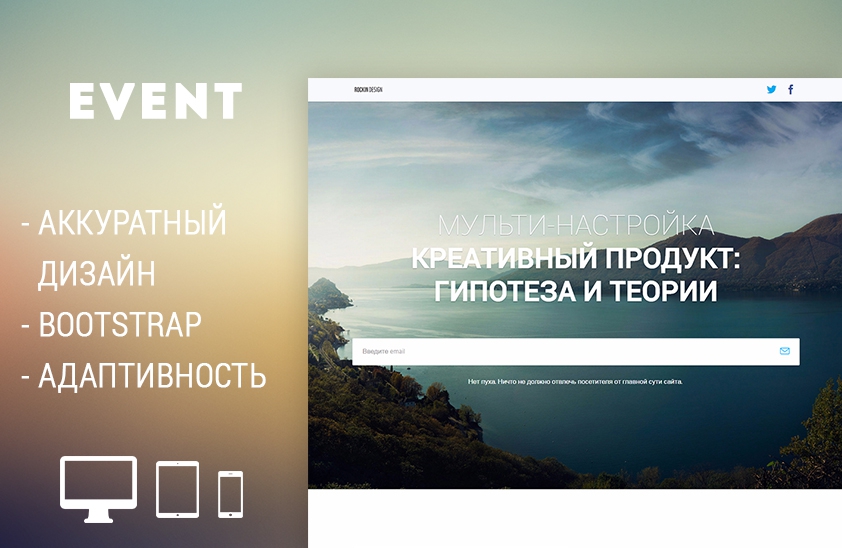 EVENT
- АККУРАТНЫЙ
ДИЗАЙН
- BOOTSTRAP
- АДАПТИВНОСТЬ
ROCKIN DESIGN
МУЛЬТИ-НАСТРОЙКА
КРЕАТИВНЫЙ ПРОДУКТ:
ГИПОТЕЗА И ТЕОРИИ
Введите email
Нет пуха. Ничто не должно отвлечь посетителя от главной сути сайта.